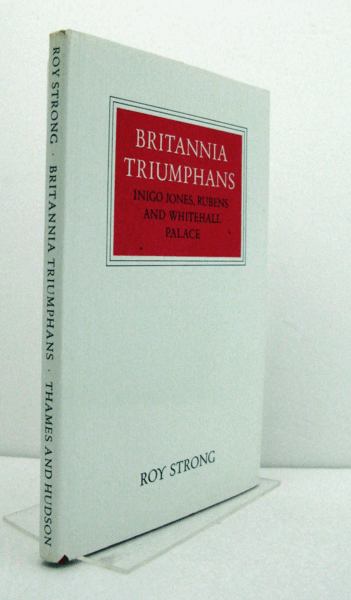 ROY STRONG · BRITANNIA TRIUMPHANS · THAMES AND HUDSON
BRITANNIA
TRIUMPHANS
INIGO JONES, RUBENS
AND WHITEHALL
PALACE
ROY STRONG